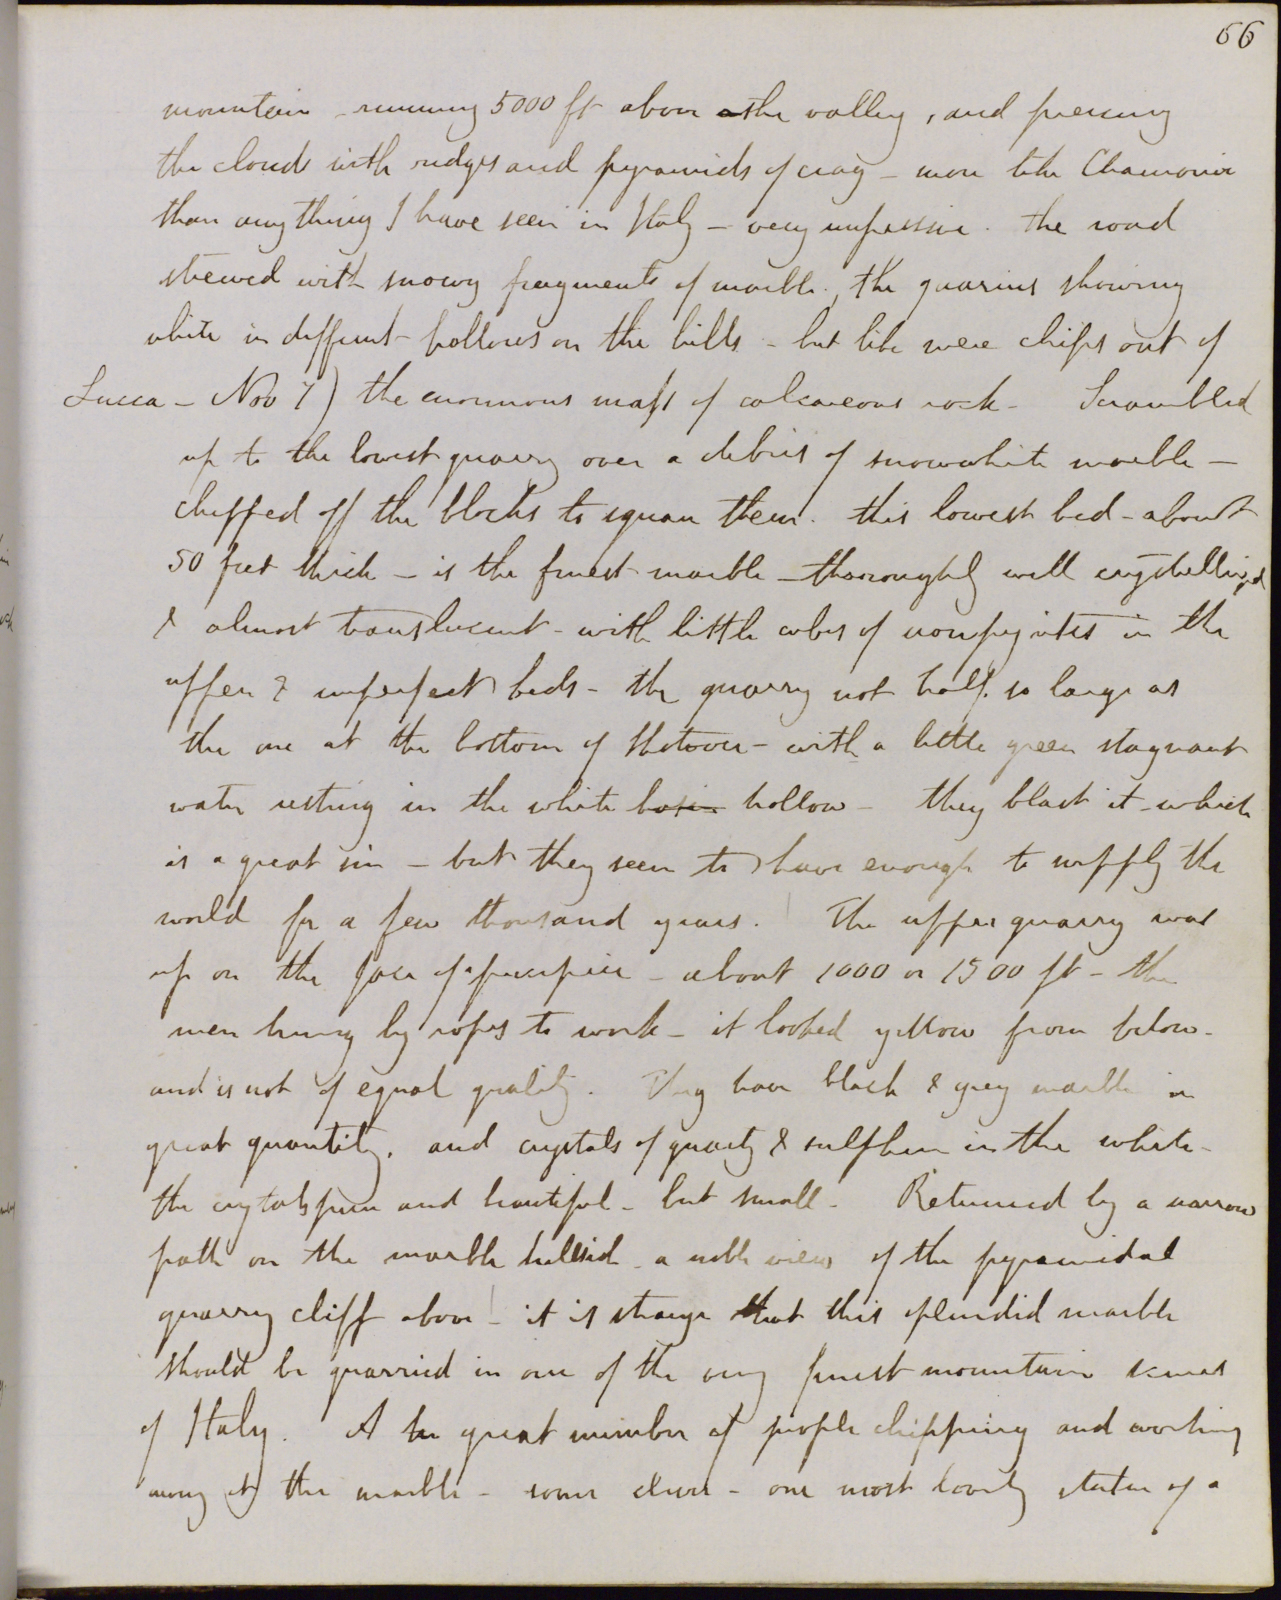 66
mountain running 5000 ft above the valley, and piercing
the clouds with ridges and pyramids of crag – more like Chamonix
than anything I have seen in Italy – very impressive. the road
strewed with snowy fragments of marble, the quarries showing
white in different hollows on the hills – but like mere chips out of
Lucca – Nov 7) the enormous mass of calcareous rock – Scrambled
up to the lowest quarry over a debris of snowwhite marble –
chipped off the blocks to square them. this lowest bed – about
50 feet thick – is the finest marble – thoroughly well crystallized
& almost translucent – with little cubes of iron pyrites in the
upper & imperfect beds – the quarry not half so large as
the one at the bottom of Shotover – with a little green stagnant
water resting in the white basin hollow – they blast it – which
is a great sin – but they seem to have enough to supply the
world for a few thousand years. The upper quarry was
up on the face of precipice – about 1000 or 1500 ft – the
men hung by ropes to work – it looked yellow from below –
and is not of equal quality. They have black & grey marble in
great quantity, and crystals of quartz & sulphur in the white –
the crystals pure and beautiful – but small – Returned by a narrow
path on the marble hillside – a noble view of the pyramidal
quarry cliff above – it is strange that this splendid marble
should be quarried in one of the very finest mountain scenes
of Italy. A great number of people chipping and working
away at the marble – some clever – one most lovely statue of a